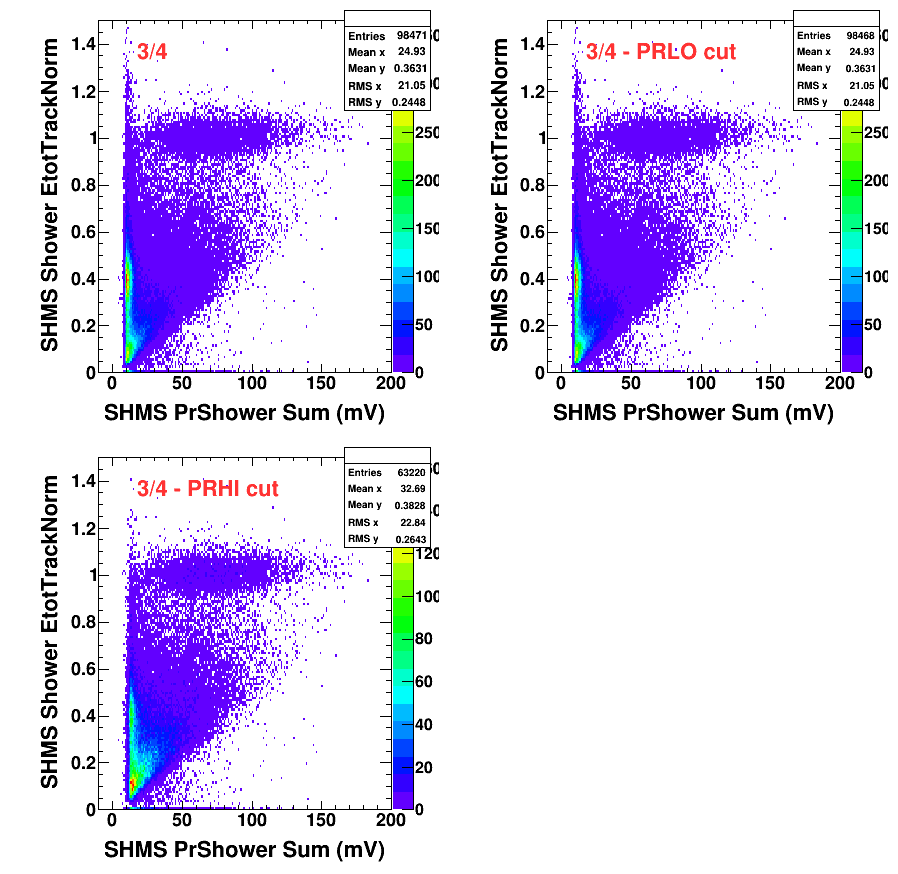 3/4
Entries 98471
Mean x 24.93
Mean y 0.3631
RMS x 21.05
RMS y 0.2448
SHMS Shower EtotTrackNorm
1.4
1.2
1
0.8
0.6
0.4
0.2
0
0 50 100 150 200
SHMS PrShower Sum (mV)
250
200
150
100
50
0
3/4 - PRLO cut
Entries 98468
Mean x 24.93
Mean y 0.3631
RMS x 21.05
RMS y 0.2448
SHMS Shower EtotTrackNorm
1.4
1.2
1
0.8
0.6
0.4
0.2
0
0 50 100 150 200
SHMS PrShower Sum (mV)
250
200
150
100
50
0
3/4 - PRHI cut
Entries 63220
Mean x 32.69
Mean y 0.3828
RMS x 22.84
RMS y 0.2643
SHMS Shower EtotTrackNorm
1.4
1.2
1
0.8
0.6
0.4
0.2
0
0 50 100 150 200
SHMS PrShower Sum (mV)
120
100
80
60
40
20
0